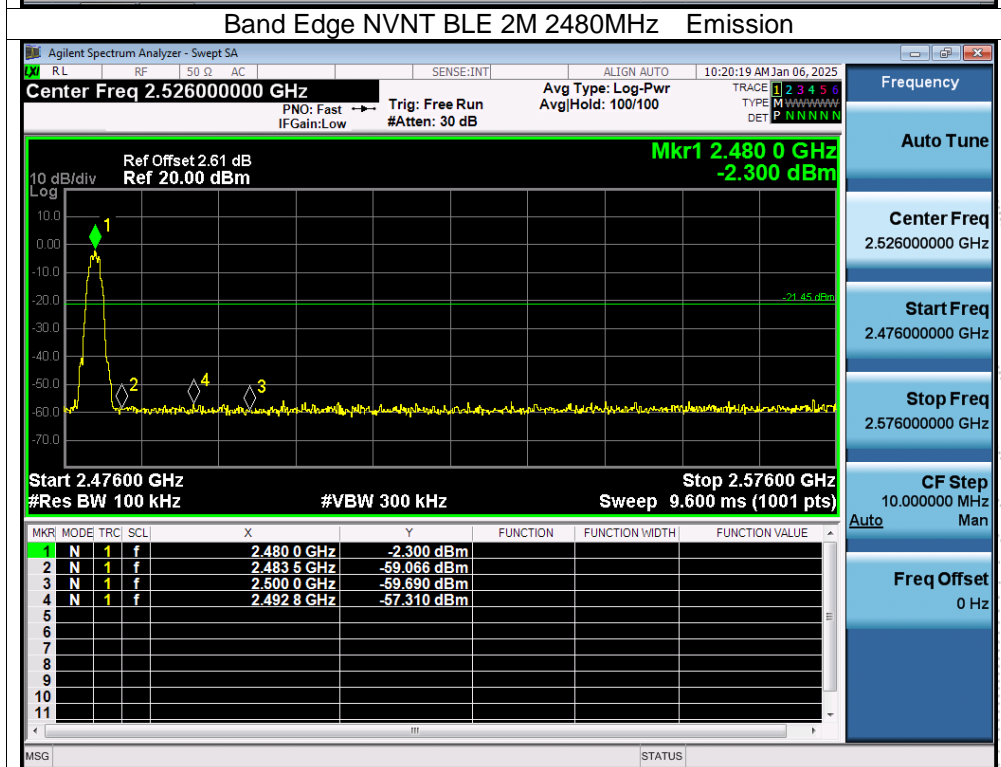 Band Edge NVNT BLE 2M 2480MHz    Emission
Agilent Spectrum Analyzer - Swept SA
LXI RL RF 50 Ω AC SENSE:INT ALIGN AUTO 10:20:19 AM Jan 06, 2025
Center Freq 2.526000000 GHz
PNO: Fast
IFGain:Low
Trig: Free Run
#Atten: 30 dB
Avg Type: Log-Pwr
Avg|Hold: 100/100
TRACE 1 2 3 4 5 6
TYPE M WWWWW
DET P N N N N N
Mkr1 2.480 0 GHz
-2.300 dBm
Ref Offset 2.61 dB
10 dB/div Ref 20.00 dBm
Log
10.0
0.00
-10.0
-20.0
-30.0
-40.0
-50.0
-60.0
-70.0
1
2
4
3
-21.45 dBm
Start 2.47600 GHz Stop 2.57600 GHz
#Res BW 100 kHz #VBW 300 kHz Sweep 9.600 ms (1001 pts)
MKR MODE TRC SCL X Y FUNCTION FUNCTION WIDTH FUNCTION VALUE
1 N 1 f 2.480 0 GHz -2.300 dBm
2 N 1 f 2.483 5 GHz -59.066 dBm
3 N 1 f 2.500 0 GHz -59.690 dBm
4 N 1 f 2.492 8 GHz -57.310 dBm
5
6
7
8
9
10
11
MSG STATUS
Frequency
Auto Tune
Center Freq
2.526000000 GHz
Start Freq
2.476000000 GHz
Stop Freq
2.576000000 GHz
CF Step
10.000000 MHz
Auto Man
Freq Offset
0 Hz